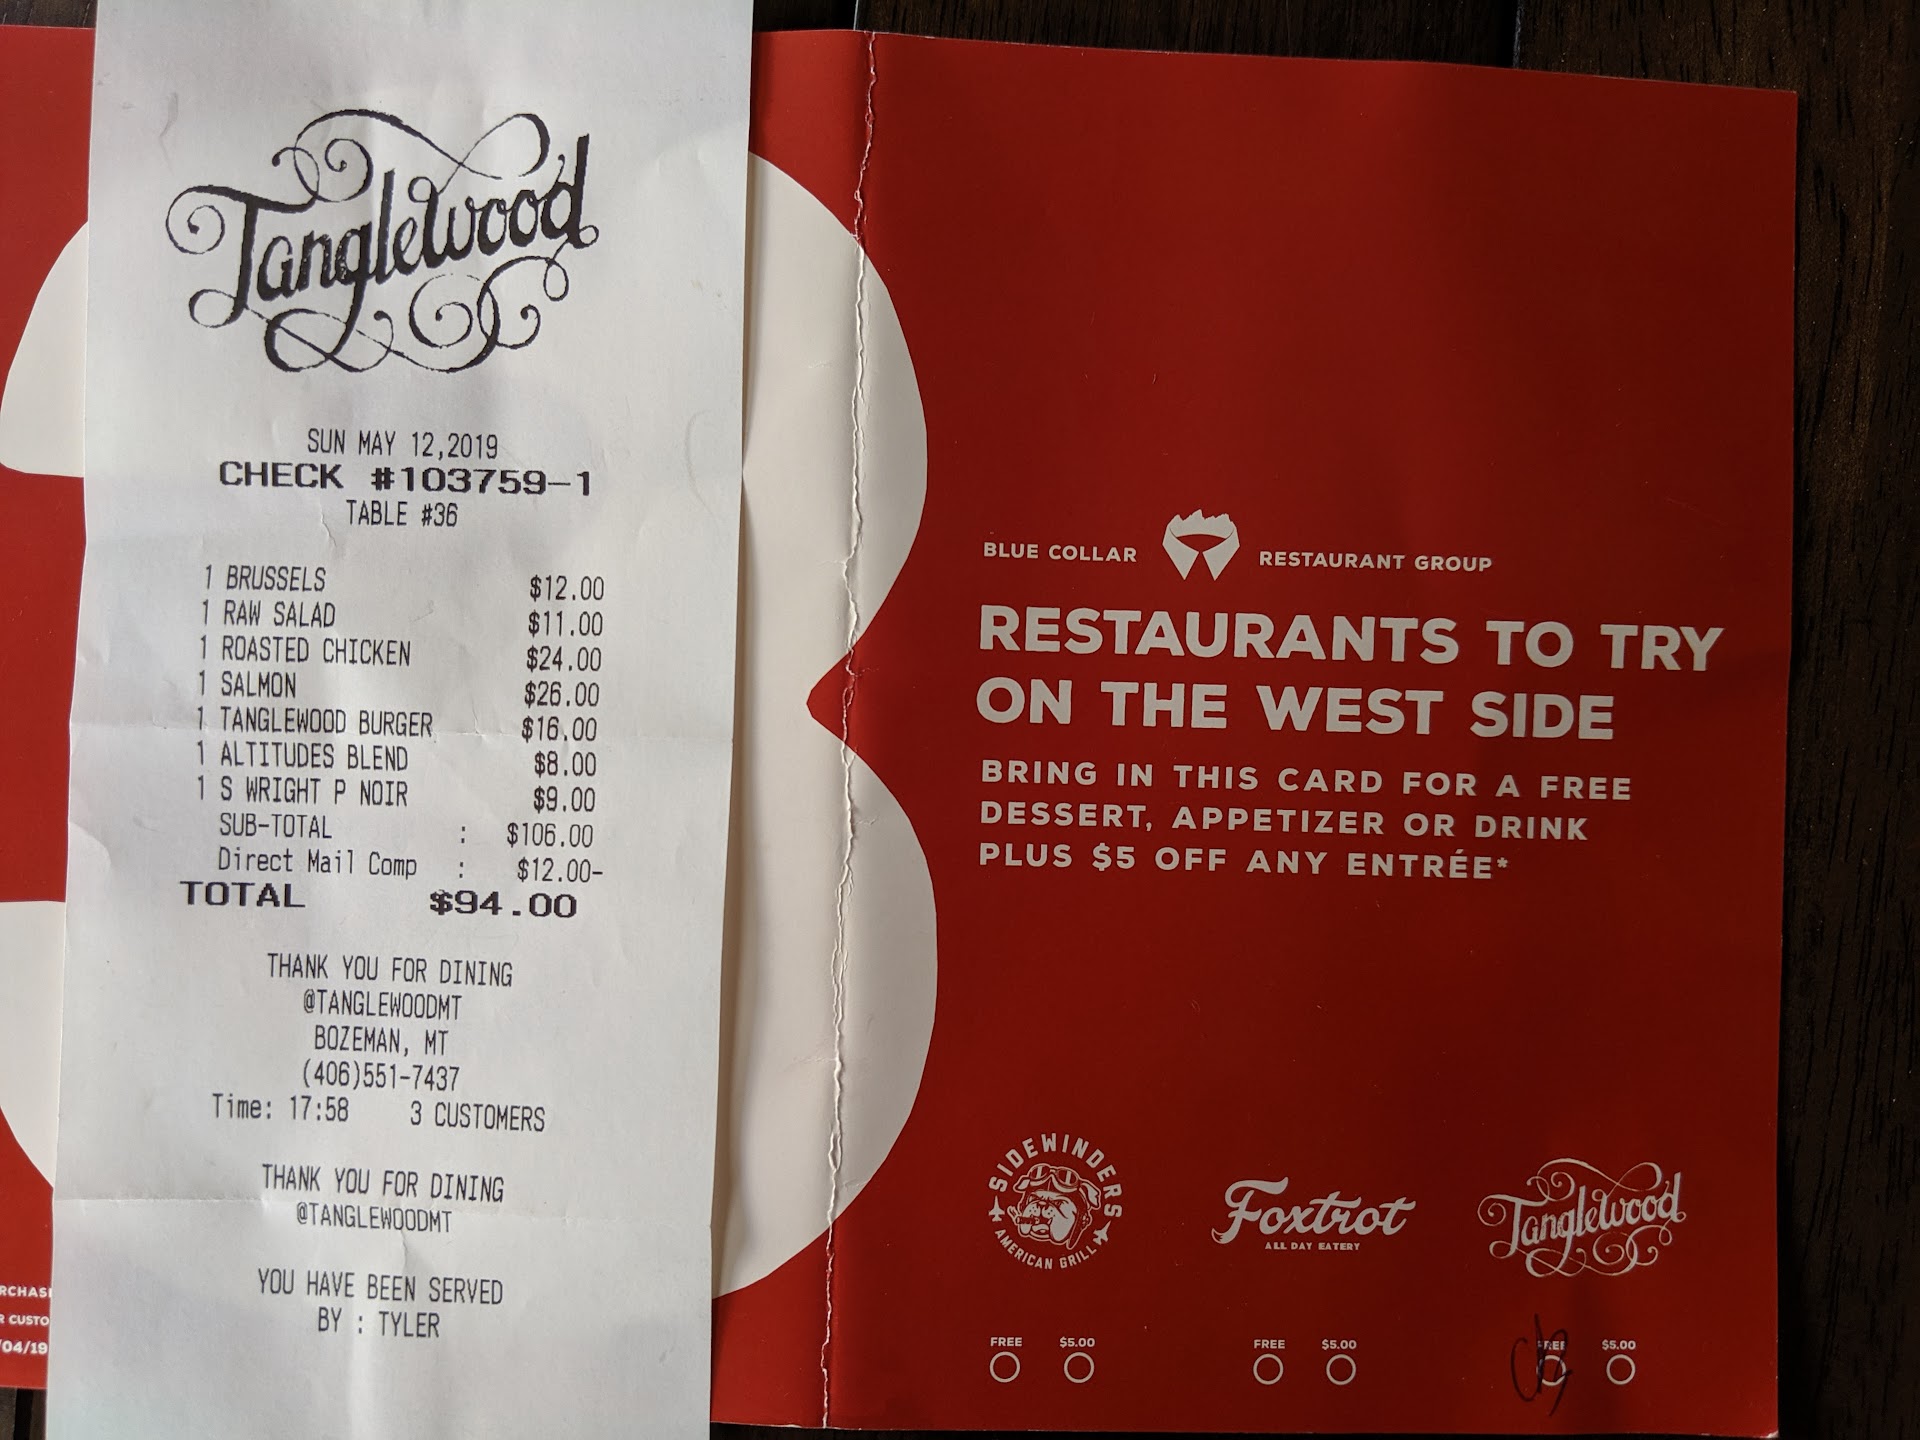 Tanglewood
SUN MAY 12,2019
CHECK #103759-1
TABLE #36
1 BRUSSELS $12.00
1 RAW SALAD $11.00
1 ROASTED CHICKEN $24.00
1 SALMON $26.00
1 TANGLEWOOD BURGER $16.00
1 ALTITUDES BLEND $8.00
1 S WRIGHT P NOIR $9.00
SUB-TOTAL : $106.00
Direct Mail Comp : $12.00-
TOTAL $94.00
THANK YOU FOR DINING
@TANGLEWOODMT
BOZEMAN, MT
(406)551-7437
Time: 17:58 3 CUSTOMERS
THANK YOU FOR DINING
@TANGLEWOODMT
YOU HAVE BEEN SERVED
BY : TYLER
/04/19
BLUE COLLAR RESTAURANT GROUP
RESTAURANTS TO TRY
ON THE WEST SIDE
BRING IN THIS CARD FOR A FREE
DESSERT, APPETIZER OR DRINK
PLUS $5 OFF ANY ENTRÉE*
SIDEWINDERS
AMERICAN GRILL
Foxtrot
ALL DAY EATERY
Tanglewood
FREE $5.00 FREE $5.00 FREE $5.00